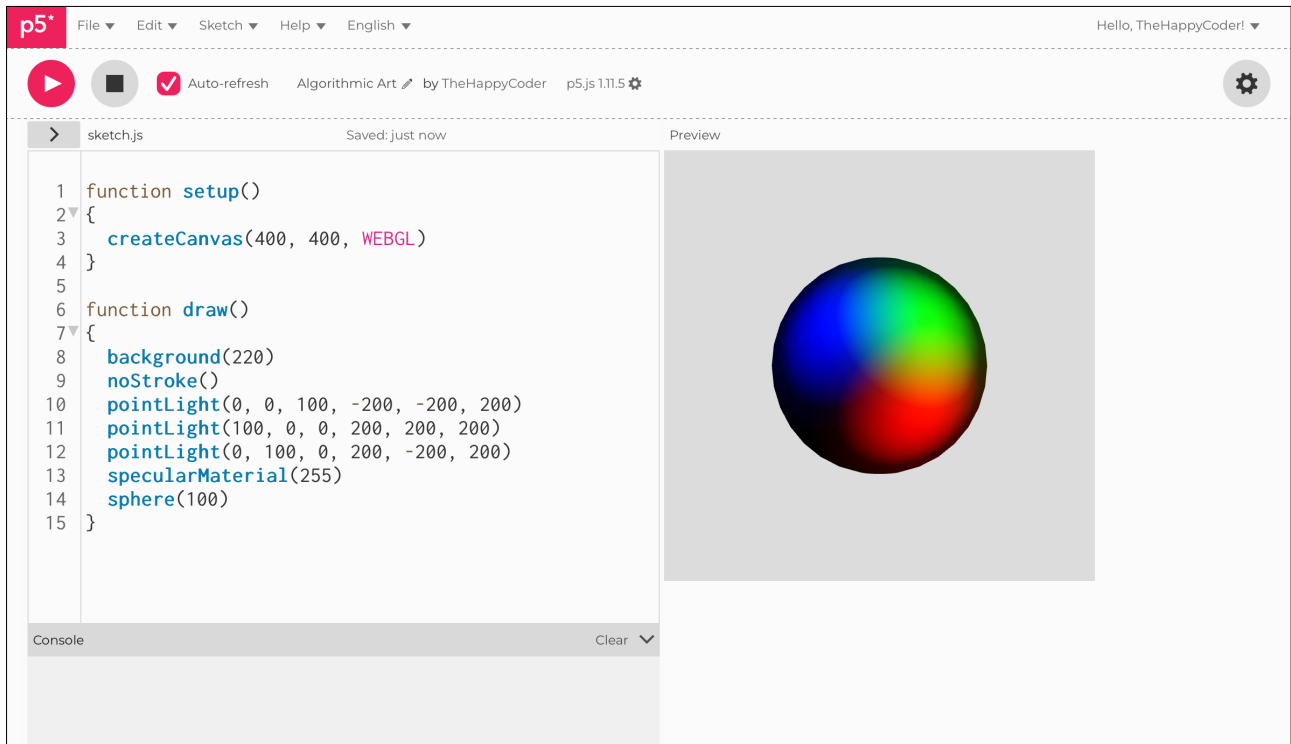 p5* File Edit Sketch Help English Hello, TheHappyCoder!
Auto-refresh Algorithmic Art by TheHappyCoder p5.js 1.11.5
sketch.js Saved: just now Preview
1 function setup()
2 {
3 createCanvas(400, 400, WEBGL)
4 }
5
6 function draw()
7 {
8 background(220)
9 noStroke()
10 pointLight(0, 0, 100, -200, -200, 200)
11 pointLight(100, 0, 0, 200, 200, 200)
12 pointLight(0, 100, 0, 200, -200, 200)
13 specularMaterial(255)
14 sphere(100)
15 }
Console Clear